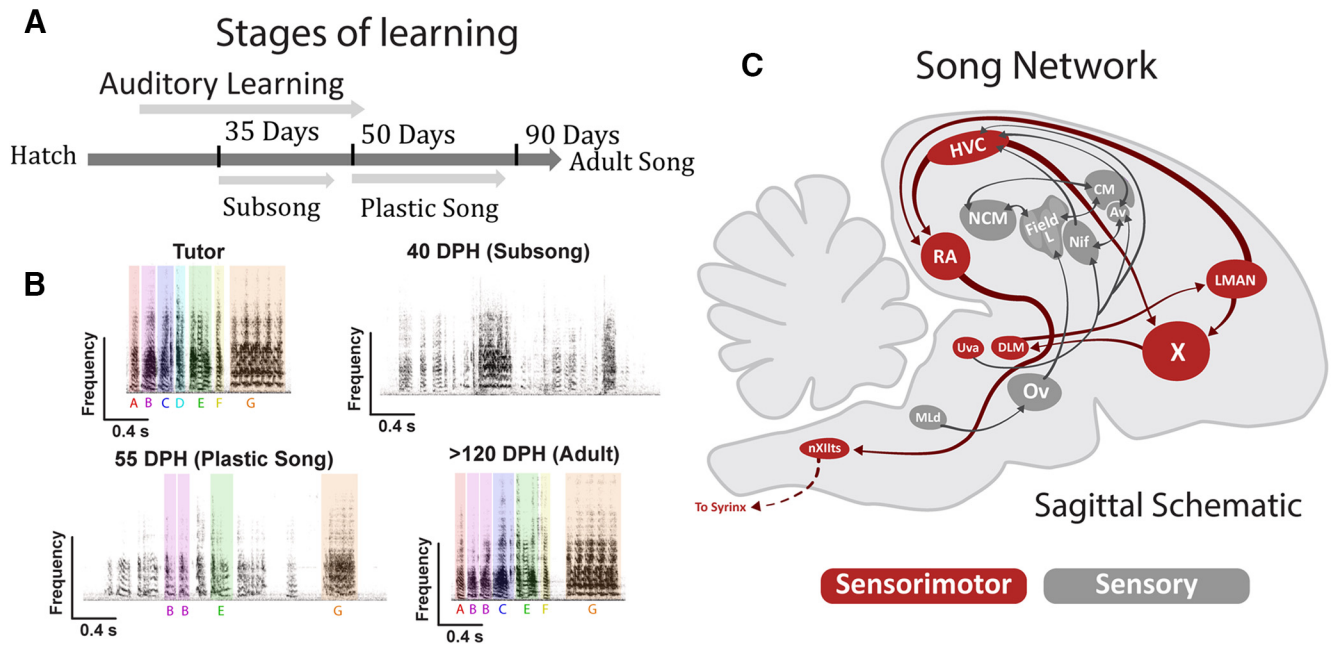 A
Stages of learning
Auditory Learning
35 Days
50 Days
90 Days
Hatch
Adult Song
Subsong
Plastic Song
B
Tutor
Frequency
A B C D E F G
0.4 s
40 DPH (Subsong)
Frequency
0.4 s
55 DPH (Plastic Song)
Frequency
B B E G
0.4 s
>120 DPH (Adult)
Frequency
A B B C E F G
0.4 s
C
Song Network
HVC
CM
NCM
Field
L
Av
Nif
RA
LMAN
Uva
DLM
X
Ov
MLd
nXIIts
To Syrinx
Sagittal Schematic
Sensorimotor
Sensory